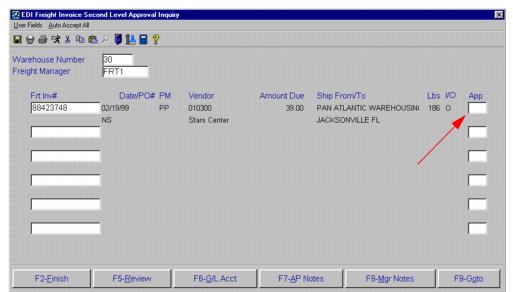 EDI Freight Invoice Second Level Approval Inquiry
User Fields Auto Accept All
Warehouse Number 30
Freight Manager FRT1
Frt Inv# Date/PO# PM Vendor Amount Due Ship From/To Lbs I/O App
88423748 02/19/99 PP 010300 39.00 PAN ATLANTIC WAREHOUSIN 186 O
NS Stars Center JACKSONVILLE FL
F2-Finish F5-Review F6-G/L Acct F7-AP Notes F8-Mgr Notes F9-Goto